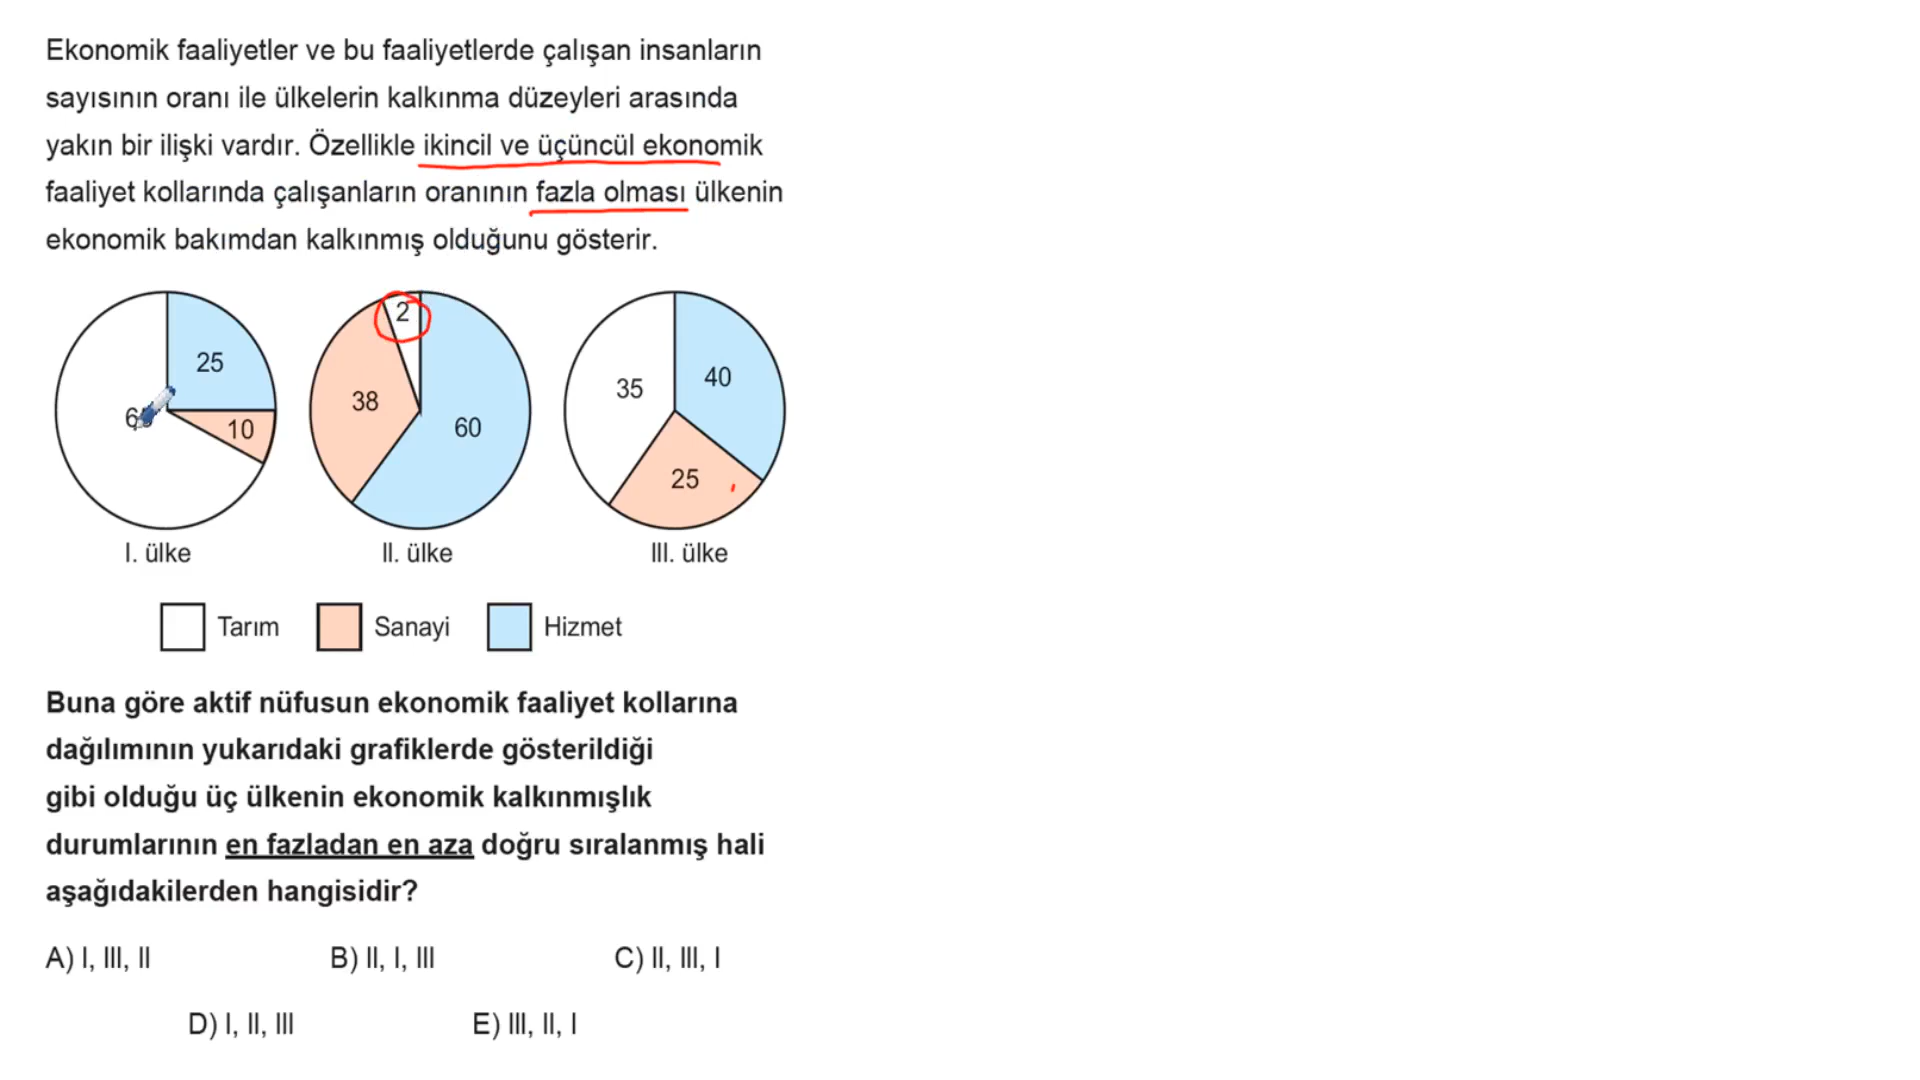 Ekonomik faaliyetler ve bu faaliyetlerde çalışan insanların
sayısının oranı ile ülkelerin kalkınma düzeyleri arasında
yakın bir ilişki vardır. Özellikle ikincil ve üçüncül ekonomik
faaliyet kollarında çalışanların oranının fazla olması ülkenin
ekonomik bakımdan kalkınmış olduğunu gösterir.
25
10
2
38
60
35
40
25
I. ülke
II. ülke
III. ülke
Tarım
Sanayi
Hizmet
Buna göre aktif nüfusun ekonomik faaliyet kollarına
dağılımının yukarıdaki grafiklerde gösterildiği
gibi olduğu üç ülkenin ekonomik kalkınmışlık
durumlarının en fazladan en aza doğru sıralanmış hali
aşağıdakilerden hangisidir?
A) I, III, II B) II, I, III C) II, III, I
D) I, II, III E) III, II, I